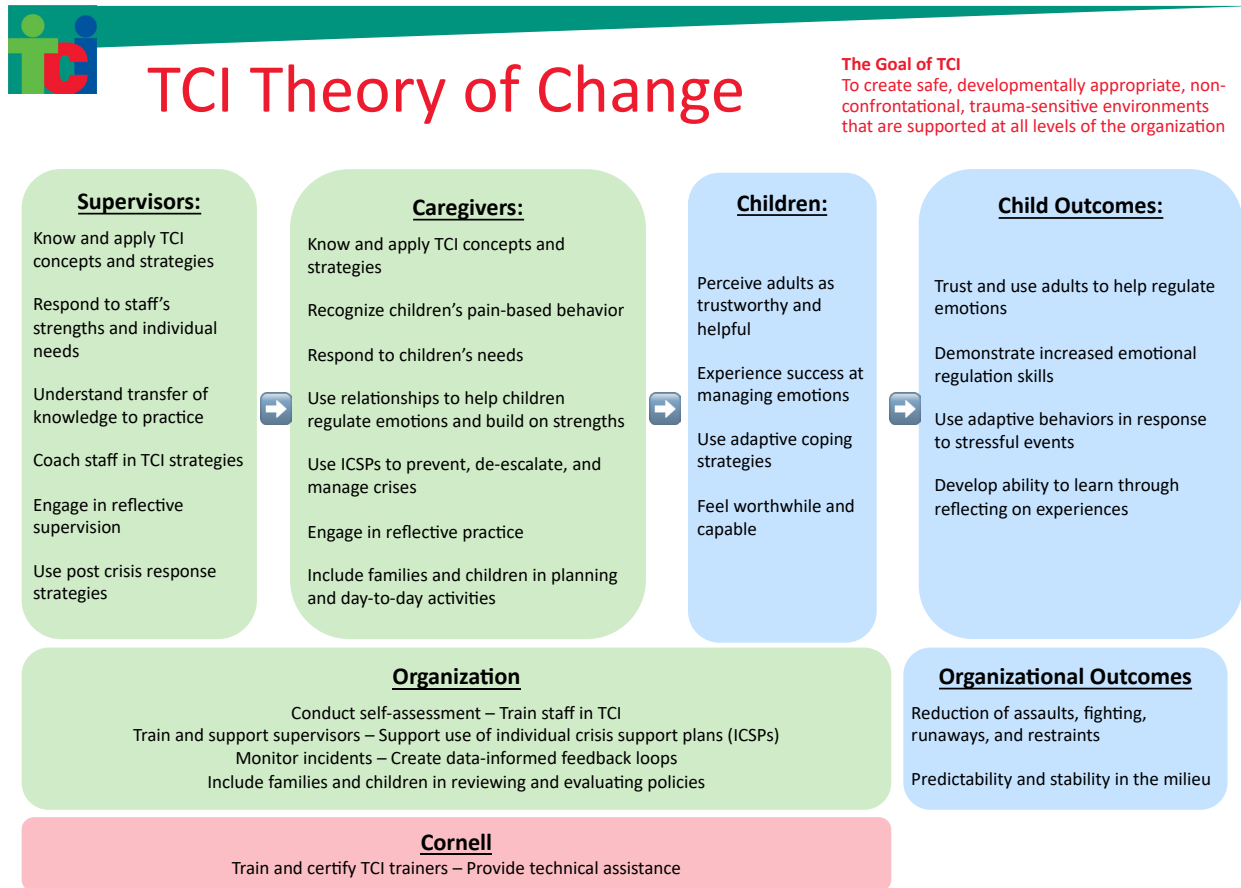 TCI
TCI Theory of Change
The Goal of TCI
To create safe, developmentally appropriate, non-
confrontational, trauma-sensitive environments
that are supported at all levels of the organization
Supervisors:
Know and apply TCI
concepts and strategies
Respond to staff's
strengths and individual
needs
Understand transfer of
knowledge to practice
Coach staff in TCI strategies
Engage in reflective
supervision
Use post crisis response
strategies
Caregivers:
Know and apply TCI concepts and
strategies
Recognize children's pain-based behavior
Respond to children's needs
Use relationships to help children
regulate emotions and build on strengths
Use ICSPs to prevent, de-escalate, and
manage crises
Engage in reflective practice
Include families and children in planning
and day-to-day activities
Children:
Perceive adults as
trustworthy and
helpful
Experience success at
managing emotions
Use adaptive coping
strategies
Feel worthwhile and
capable
Child Outcomes:
Trust and use adults to help regulate
emotions
Demonstrate increased emotional
regulation skills
Use adaptive behaviors in response
to stressful events
Develop ability to learn through
reflecting on experiences
Organization
Conduct self-assessment – Train staff in TCI
Train and support supervisors – Support use of individual crisis support plans (ICSPs)
Monitor incidents – Create data-informed feedback loops
Include families and children in reviewing and evaluating policies
Organizational Outcomes
Reduction of assaults, fighting,
runaways, and restraints
Predictability and stability in the milieu
Cornell
Train and certify TCI trainers – Provide technical assistance